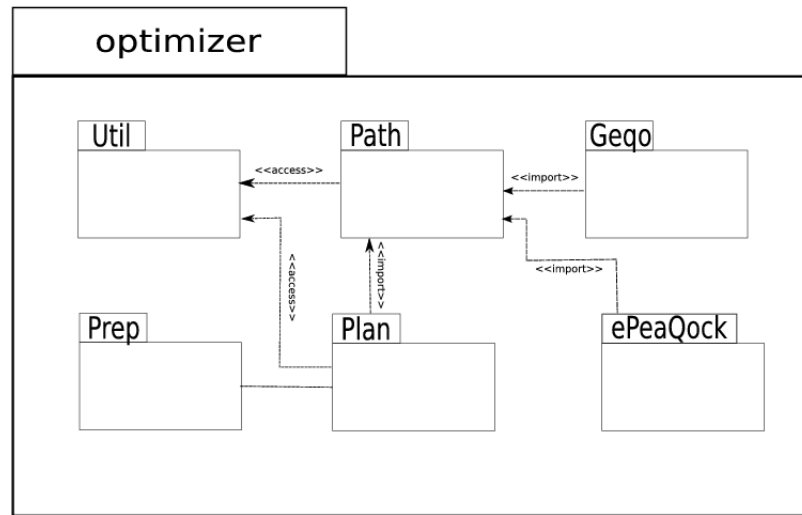 optimizer
Util
Path
Geqo
<<access>>
<<import>>
<<import>>
<<access>>
<<import>>
Prep
Plan
ePeaQock